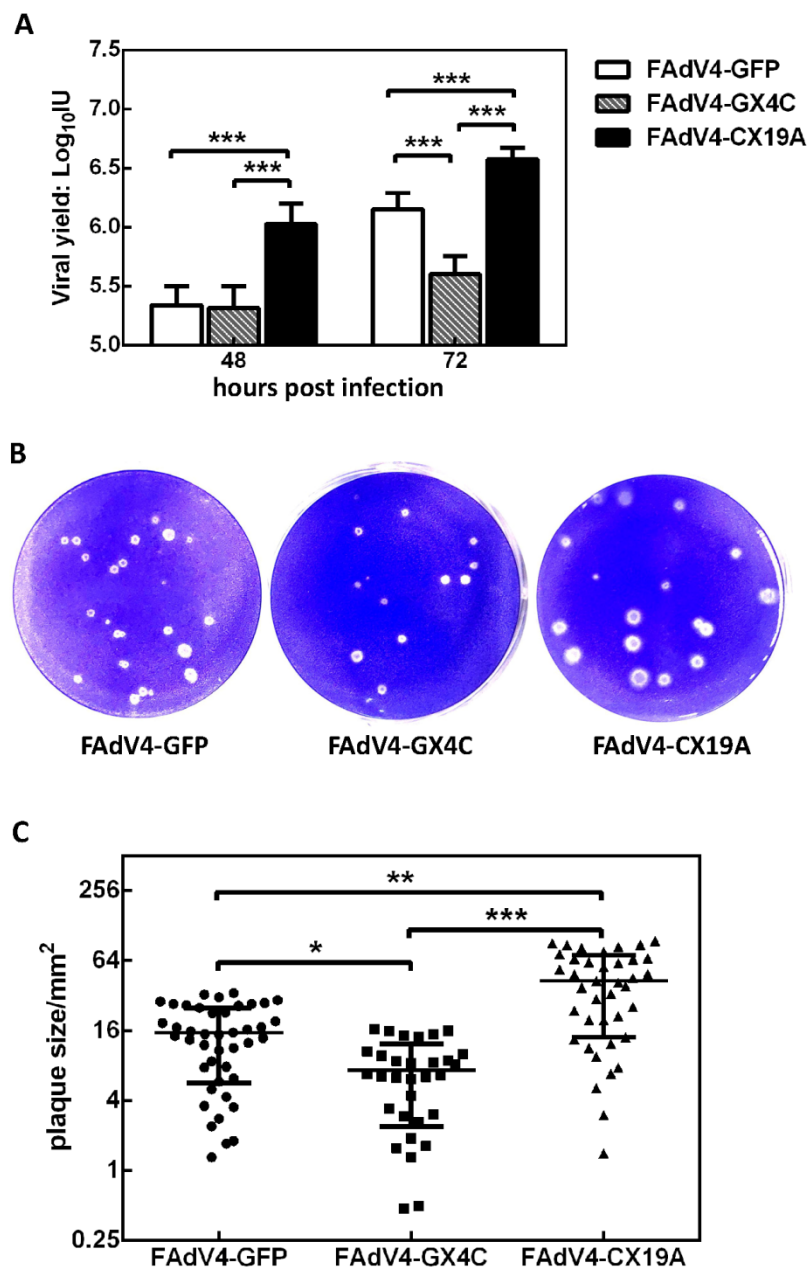 A
7.5
7.0
6.5
6.0
5.5
5.0
Viral yield: Log₁₀IU
***
***
***
***
***
48
72
hours post infection
FAdV4-GFP
FAdV4-GX4C
FAdV4-CX19A
B
FAdV4-GFP
FAdV4-GX4C
FAdV4-CX19A
C
256
64
16
4
1
0.25
plaque size/mm²
**
***
*
FAdV4-GFP
FAdV4-GX4C
FAdV4-CX19A